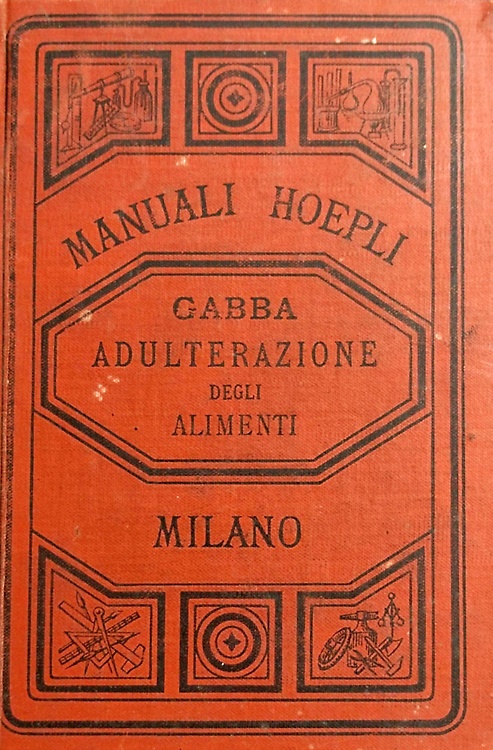 MANUALI HOEPLI
GABBA
ADULTERAZIONE
DEGLI
ALIMENTI
MILANO